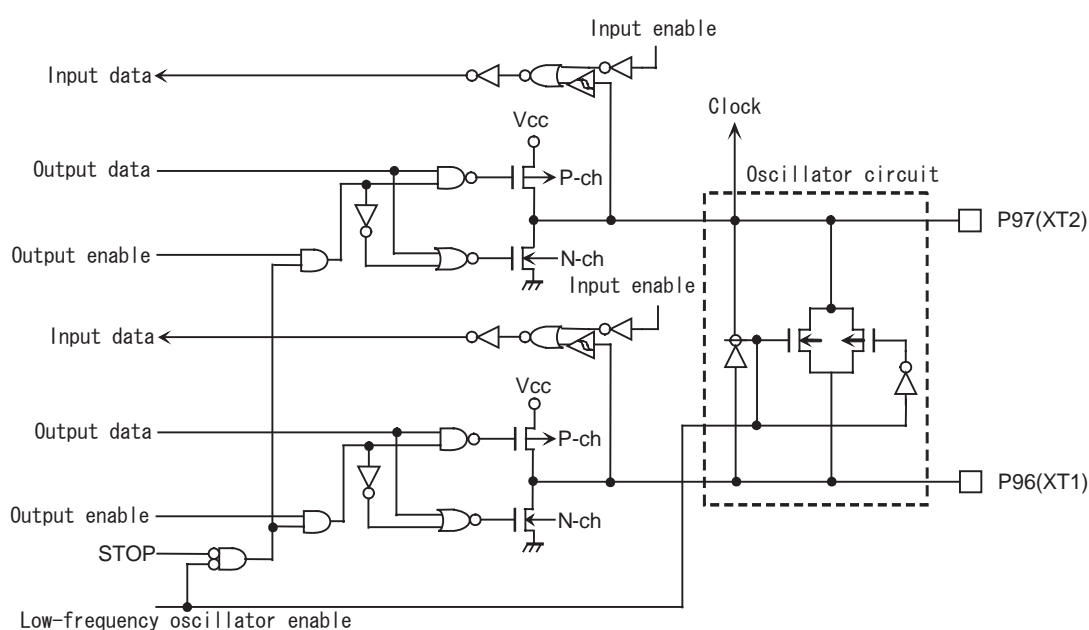 Input enable
Input data
Clock
Vcc
Output data
P-ch
Oscillator circuit
P97(XT2)
Output enable
N-ch
Input enable
Input data
Vcc
Output data
P-ch
P96(XT1)
Output enable
N-ch
STOP
Low-frequency oscillator enable